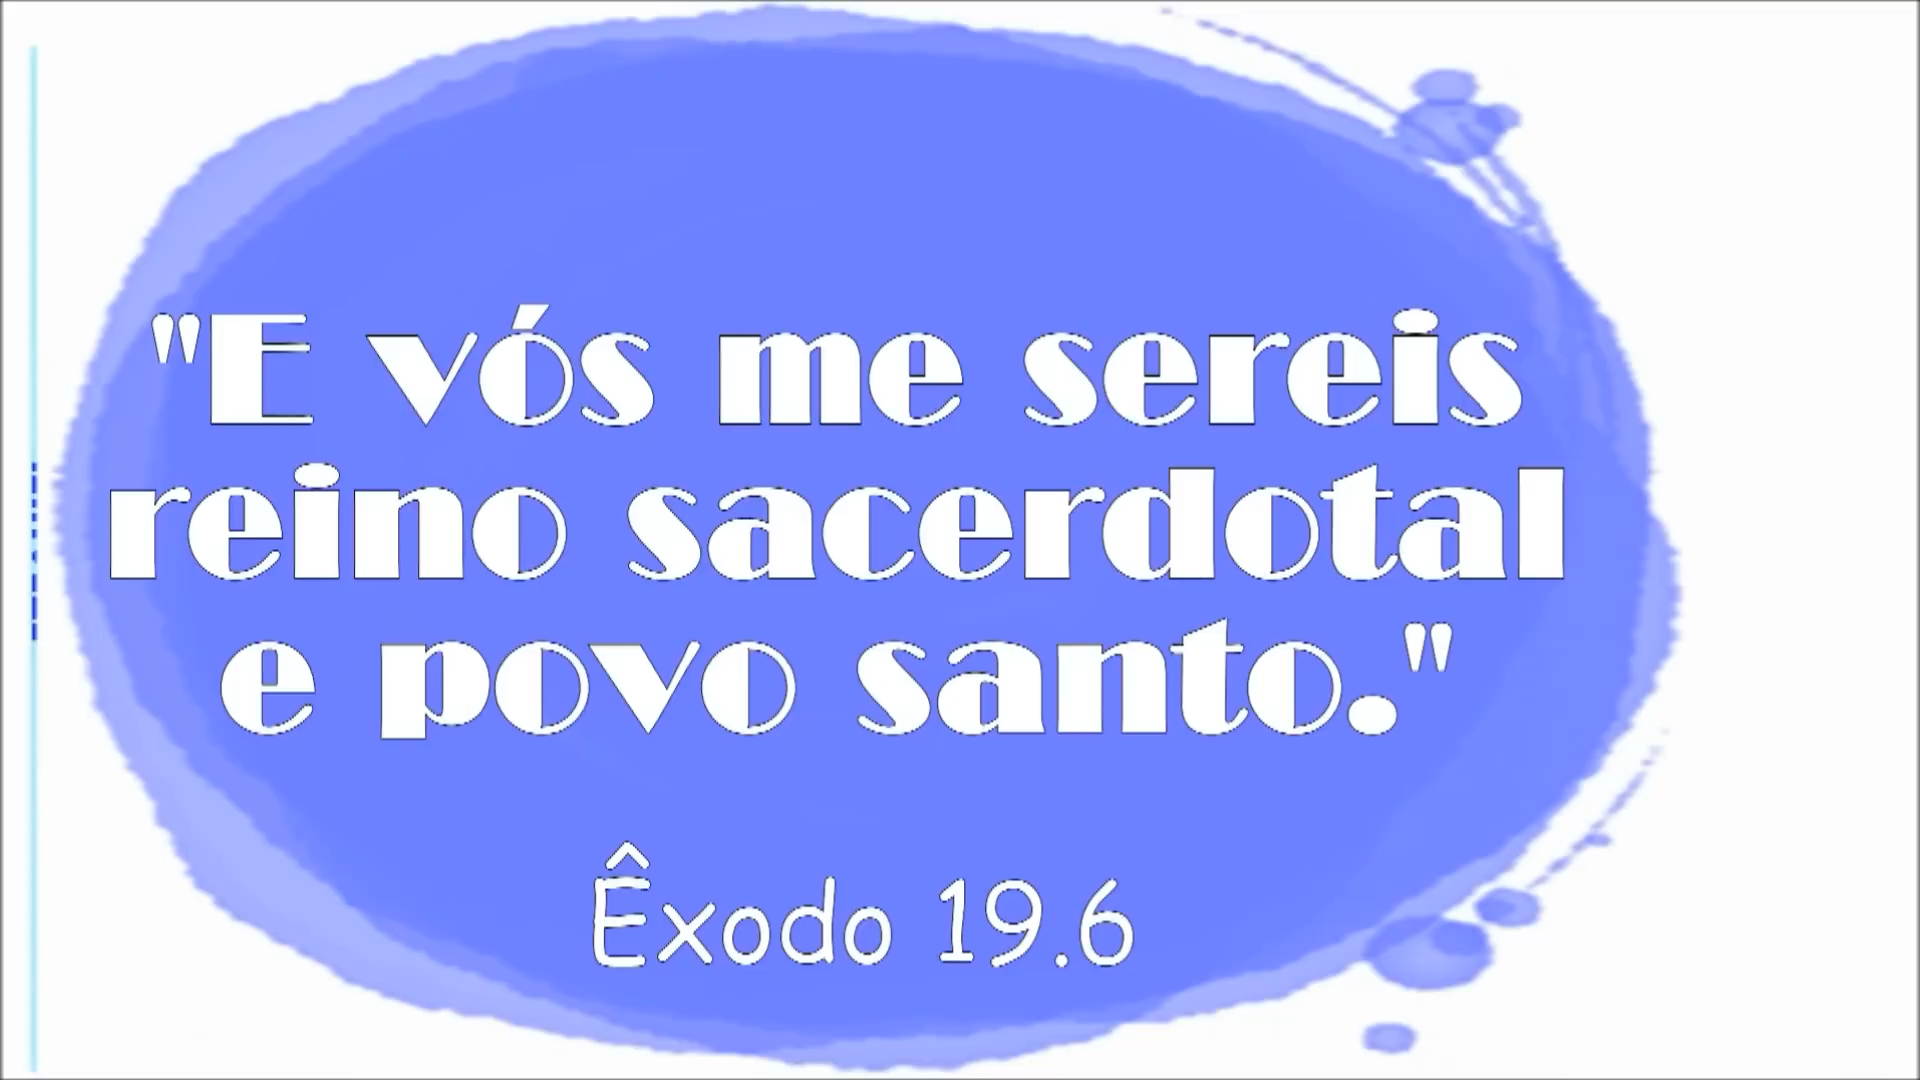 "E vós me sereis
reino sacerdotal
e povo santo."
Êxodo 19.6